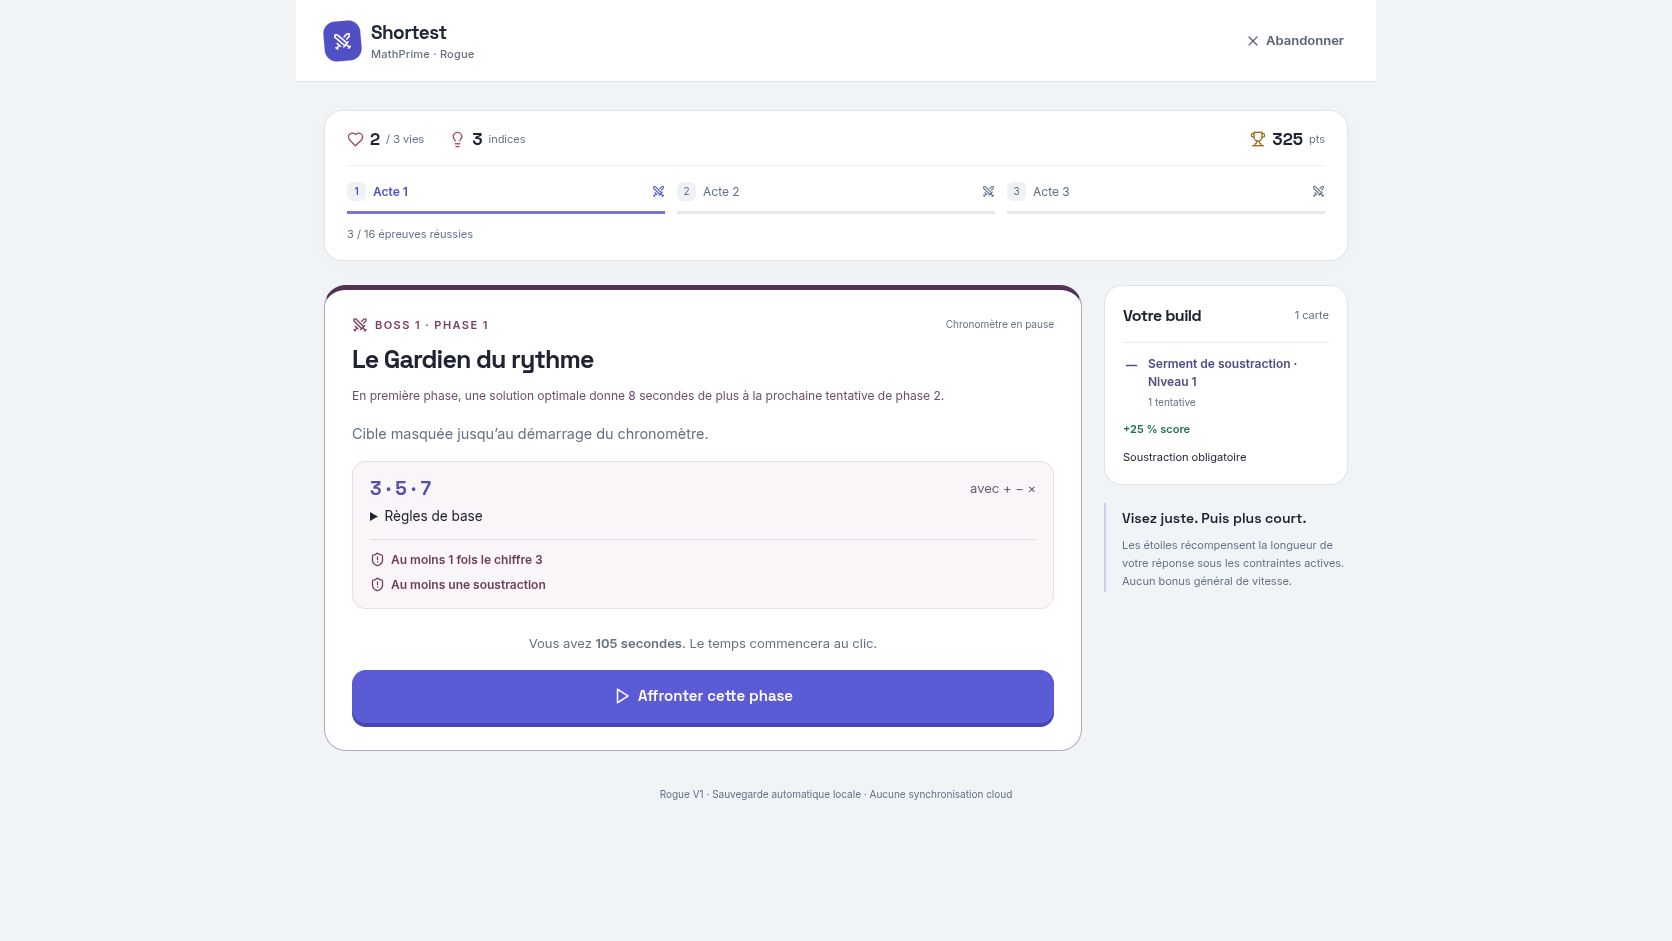 Shortest
MathPrime · Rogue
Abandonner
2 / 3 vies
3 indices
325 pts
1 Acte 1
2 Acte 2
3 Acte 3
3 / 16 épreuves réussies
BOSS 1 · PHASE 1
Chronomètre en pause
Le Gardien du rythme
En première phase, une solution optimale donne 8 secondes de plus à la prochaine tentative de phase 2.
Cible masquée jusqu’au démarrage du chronomètre.
3 · 5 · 7
avec + − ×
Règles de base
Au moins 1 fois le chiffre 3
Au moins une soustraction
Vous avez 105 secondes. Le temps commencera au clic.
Affronter cette phase
Votre build
1 carte
Serment de soustraction ·
Niveau 1
1 tentative
+25 % score
Soustraction obligatoire
Visez juste. Puis plus court.
Les étoiles récompensent la longueur de
votre réponse sous les contraintes actives.
Aucun bonus général de vitesse.
Rogue V1 · Sauvegarde automatique locale · Aucune synchronisation cloud